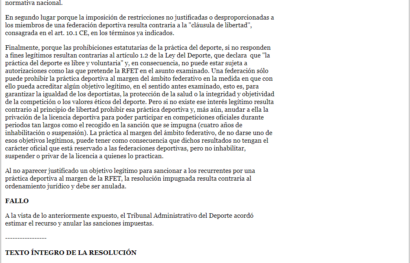 normativa nacional.
En segundo lugar porque la imposición de restricciones no justificadas o desproporcionadas a
los miembros de una federación deportiva resulta contraria a la "cláusula de libertad",
consagrada en el art. 10.1 CE, en los términos ya indicados.
Finalmente, porque las prohibiciones estatutarias de la práctica del deporte, si no responden
a fines legítimos resultan contrarias al artículo 1.2 de la Ley del Deporte, que declara que "la
práctica del deporte es libre y voluntaria" y, en consecuencia, no puede estar sujeta a
autorizaciones como las que pretende la RFET en el asunto examinado. Una federación sólo
puede prohibir la práctica deportiva al margen del ámbito federativo en la medida en que con
ello pueda acreditar algún objetivo legítimo, en el sentido antes examinado, esto es, para
garantizar la igualdad de los deportistas, la protección de la salud o la integridad y objetividad
de la competición o los valores éticos del deporte. Pero si no existe ese interés legítimo resulta
contrario al principio de libertad prohibir esa práctica deportiva y, más aún, anudar a ella la
privación de la licencia deportiva para poder participar en competiciones oficiales durante
periodos tan largos como el recogido en la sanción que se impugna (cuatro años de
inhabilitación o suspensión). La práctica al margen del ámbito federativo, de no darse uno de
esos objetivos legítimos, puede tener como consecuencia que dichos resultados no tengan el
carácter oficial que está reservado a las federaciones deportivas, pero no inhabilitar,
suspender o privar de la licencia a quienes lo practican.
Al no aparecer justificado un objetivo legítimo para sancionar a los recurrentes por una
práctica deportiva al margen de la RFET, la resolución impugnada resulta contraria al
ordenamiento jurídico y debe ser anulada.
FALLO
A la vista de lo anteriormente expuesto, el Tribunal Administrativo del Deporte acordó
estimar el recurso y anular las sanciones impuestas.
--------------------
TEXTO ÍNTEGRO DE LA RESOLUCIÓN